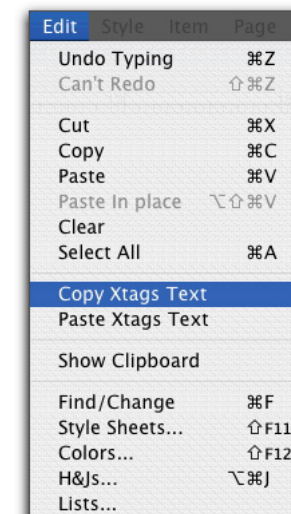 Edit Style Item Page
Undo Typing ⌘Z
Can't Redo ⇧⌘Z
Cut ⌘X
Copy ⌘C
Paste ⌘V
Paste In place ⌥⇧⌘V
Clear
Select All ⌘A
Copy Xtags Text
Paste Xtags Text
Show Clipboard
Find/Change ⌘F
Style Sheets... ⇧F11
Colors... ⇧F12
H&Js... ⌥⌘J
Lists...